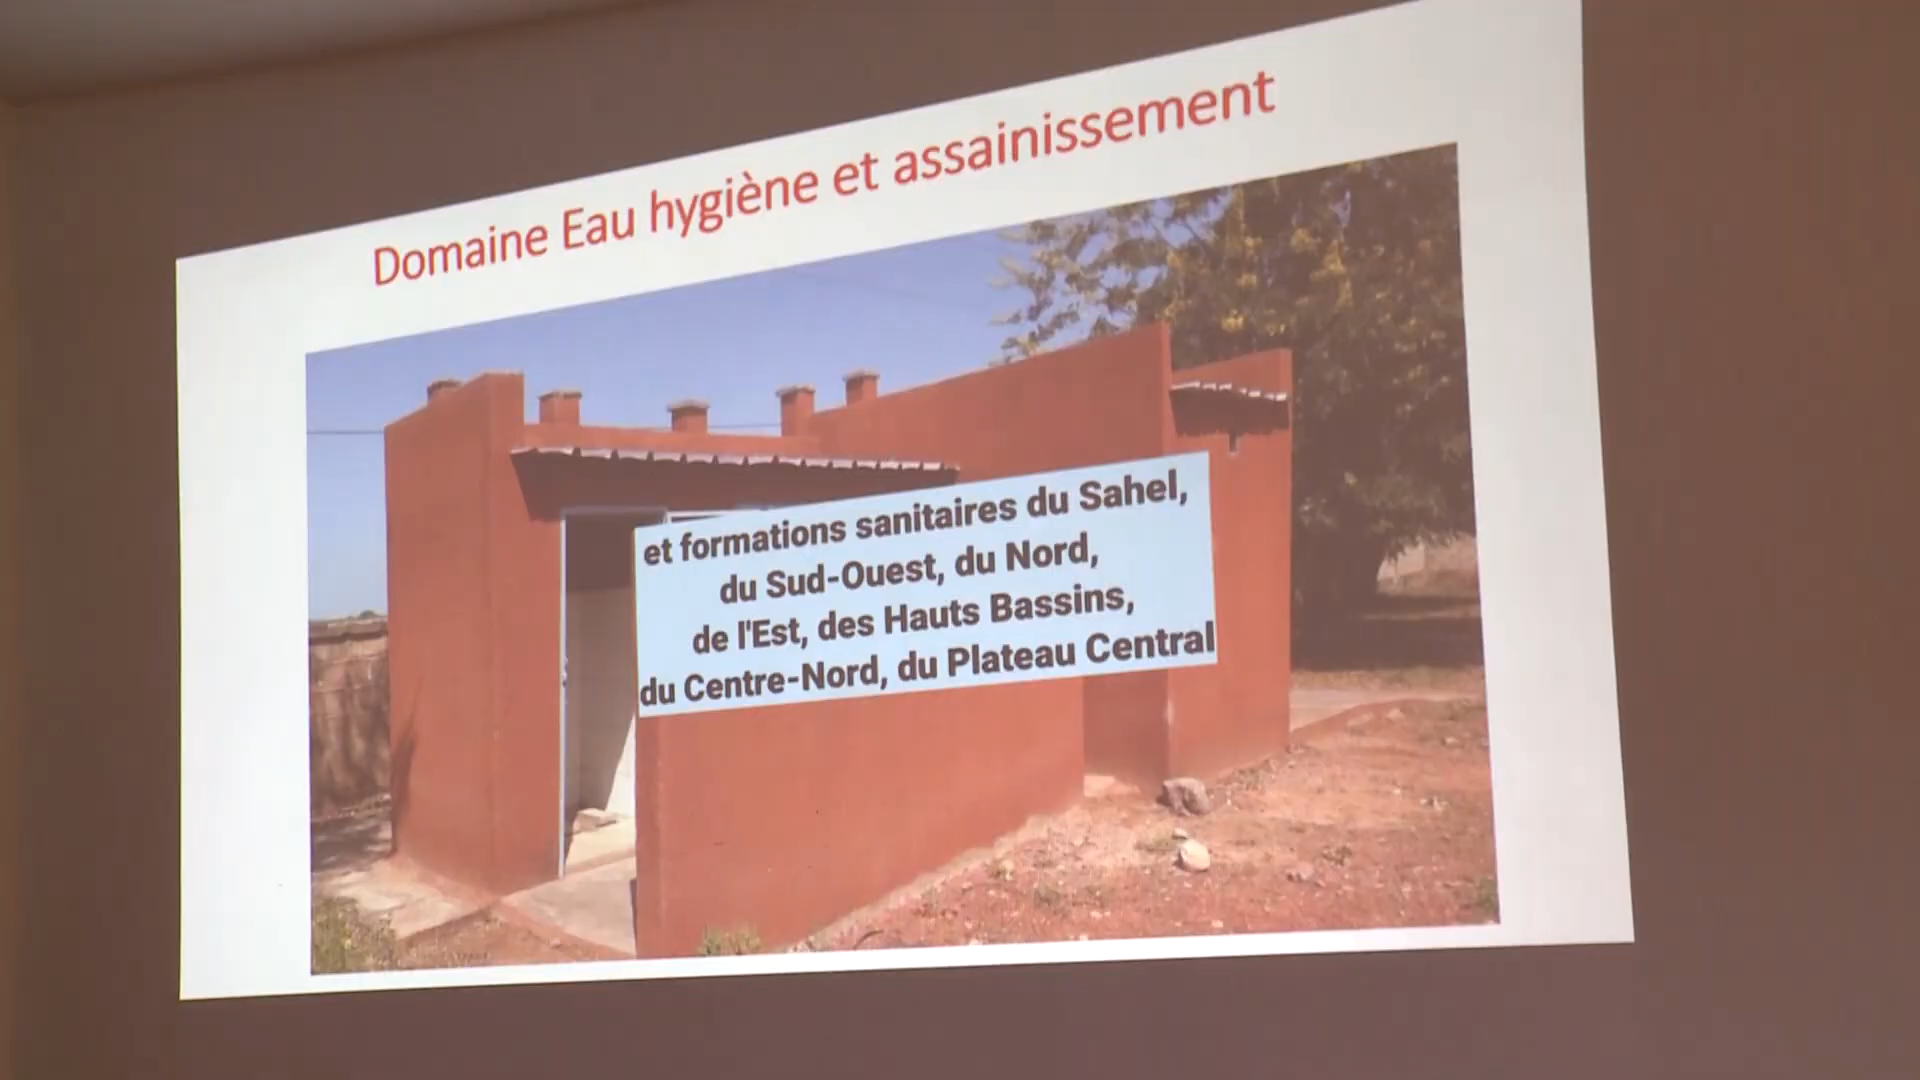 Domaine Eau hygiène et assainissement
et formations sanitaires du Sahel,
du Sud-Ouest, du Nord,
de l'Est, des Hauts Bassins,
du Centre-Nord, du Plateau Central